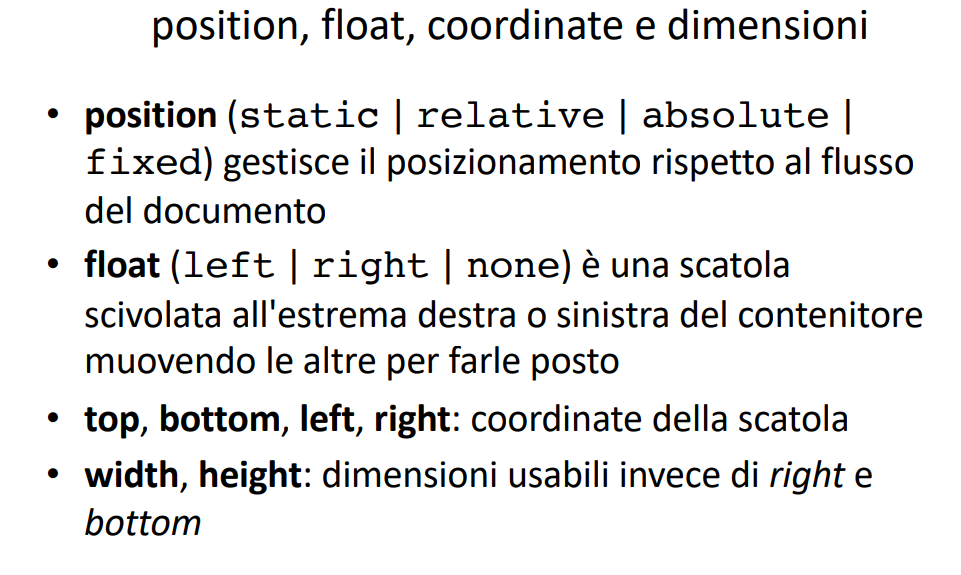 position, float, coordinate e dimensioni
• position (static | relative | absolute |
fixed) gestisce il posizionamento rispetto al flusso
del documento
• float (left | right | none) è una scatola
scivolata all'estrema destra o sinistra del contenitore
muovendo le altre per farle posto
• top, bottom, left, right: coordinate della scatola
• width, height: dimensioni usabili invece di right e
bottom